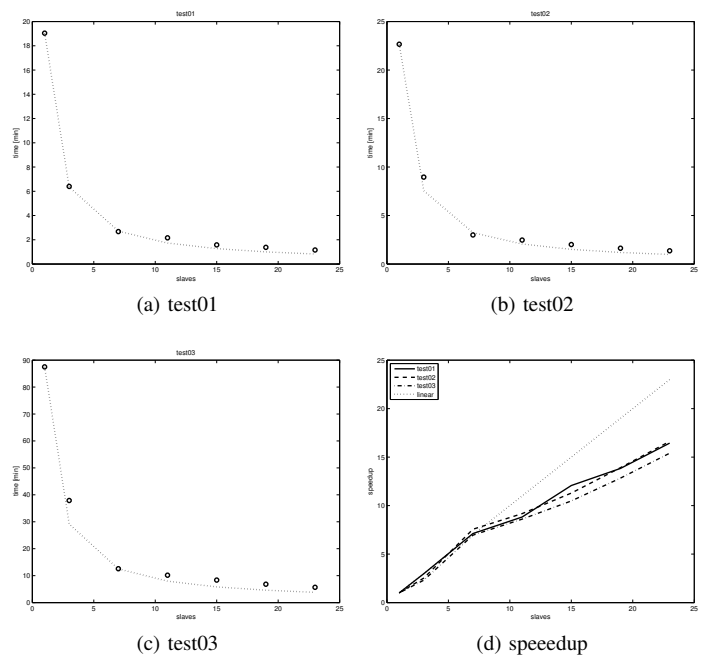 test01
20
18
16
14
12
10
8
6
4
2
0
time [min]
0 5 10 15 20 25
slaves
(a) test01
test02
25
20
15
10
5
0
time [min]
0 5 10 15 20 25
slaves
(b) test02
test03
90
80
70
60
50
40
30
20
10
0
time [min]
0 5 10 15 20 25
slaves
(c) test03
25
20
15
10
5
0
speedup
test01
test02
test03
linear
0 5 10 15 20 25
slaves
(d) speeedup